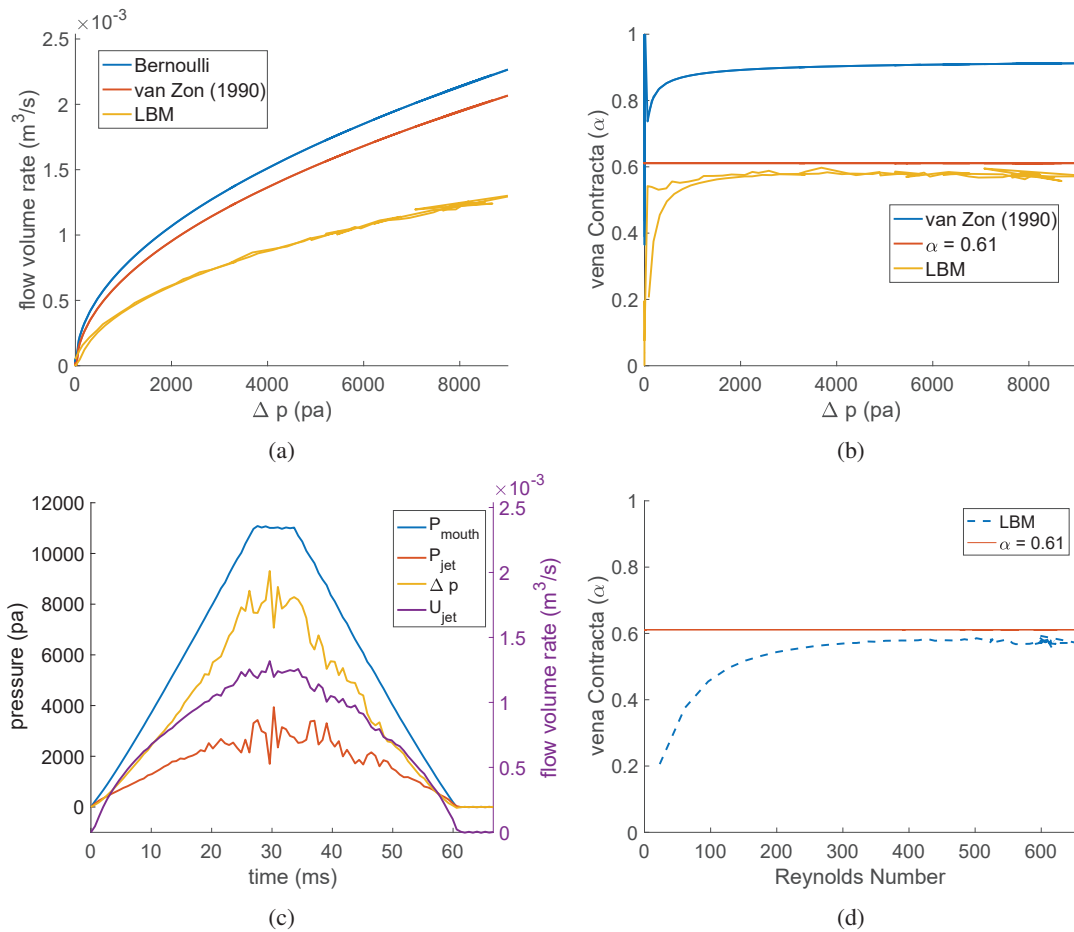 ×10⁻³
2.5
2
1.5
1
0.5
0
flow volume rate (m³/s)
Bernoulli
van Zon (1990)
LBM
0 2000 4000 6000 8000
Δ p (pa)
(a)
1
0.8
0.6
0.4
0.2
0
vena Contracta (α)
van Zon (1990)
α = 0.61
LBM
0 2000 4000 6000 8000
Δ p (pa)
(b)
12000
10000
8000
6000
4000
2000
0
pressure (pa)
P_mouth
P_jet
Δ p
U_jet
×10⁻³
2.5
2
1.5
1
0.5
0
flow volume rate (m³/s)
0 10 20 30 40 50 60
time (ms)
(c)
1
0.8
0.6
0.4
0.2
0
vena Contracta (α)
LBM
α = 0.61
0 100 200 300 400 500 600
Reynolds Number
(d)